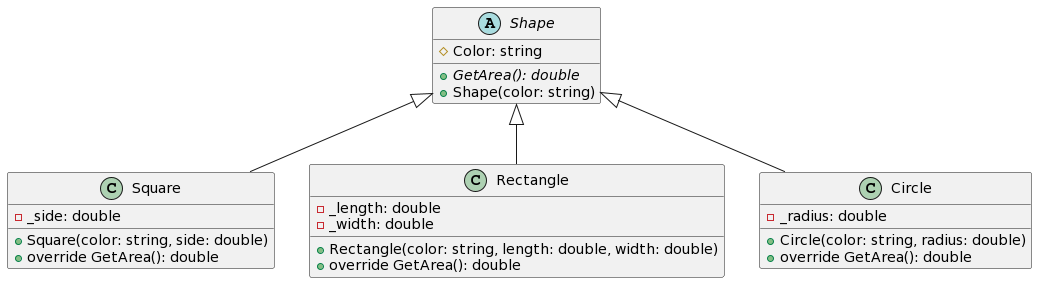 A Shape
Color: string
GetArea(): double
Shape(color: string)
C Square
_side: double
Square(color: string, side: double)
override GetArea(): double
C Rectangle
_length: double
_width: double
Rectangle(color: string, length: double, width: double)
override GetArea(): double
C Circle
_radius: double
Circle(color: string, radius: double)
override GetArea(): double